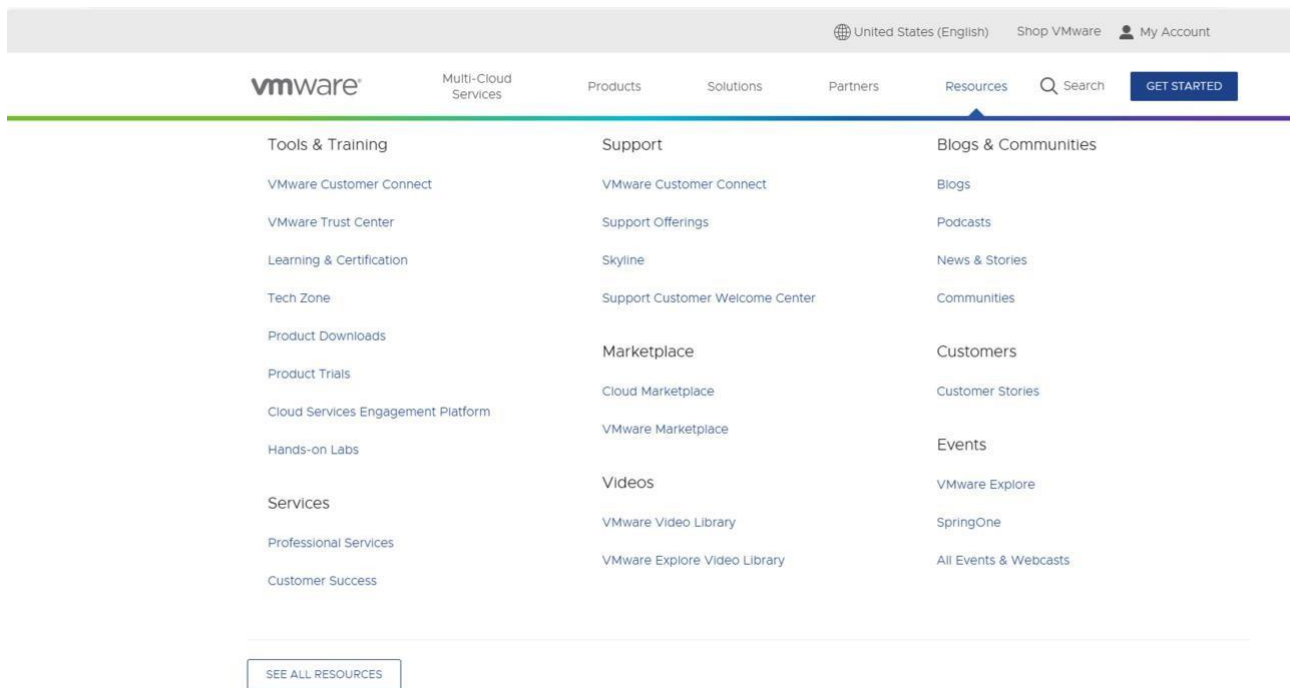 United States (English) Shop VMware My Account
vmware®
Multi-Cloud
Services
Products
Solutions
Partners
Resources
Search
GET STARTED
Tools & Training
VMware Customer Connect
VMware Trust Center
Learning & Certification
Tech Zone
Product Downloads
Product Trials
Cloud Services Engagement Platform
Hands-on Labs
Services
Professional Services
Customer Success
Support
VMware Customer Connect
Support Offerings
Skyline
Support Customer Welcome Center
Marketplace
Cloud Marketplace
VMware Marketplace
Videos
VMware Video Library
VMware Explore Video Library
Blogs & Communities
Blogs
Podcasts
News & Stories
Communities
Customers
Customer Stories
Events
VMware Explore
SpringOne
All Events & Webcasts
SEE ALL RESOURCES